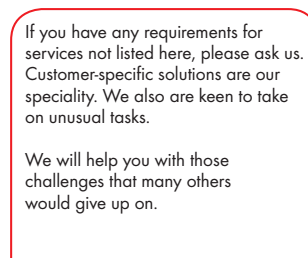 If you have any requirements for
services not listed here, please ask us.
Customer-specific solutions are our
speciality. We also are keen to take
on unusual tasks.
We will help you with those
challenges that many others
would give up on.